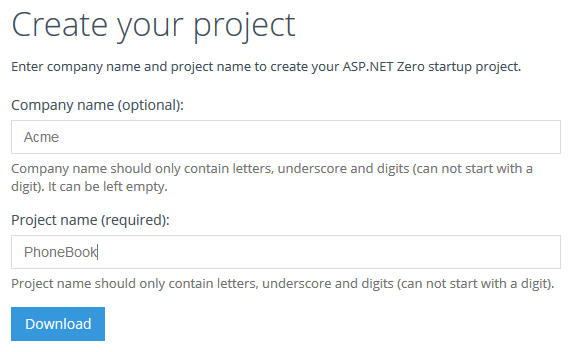 Create your project
Enter company name and project name to create your ASP.NET Zero startup project.
Company name (optional):
Acme
Company name should only contain letters, underscore and digits (can not start with a
digit). It can be left empty.
Project name (required):
PhoneBook
Project name should only contain letters, underscore and digits (can not start with a digit).
Download